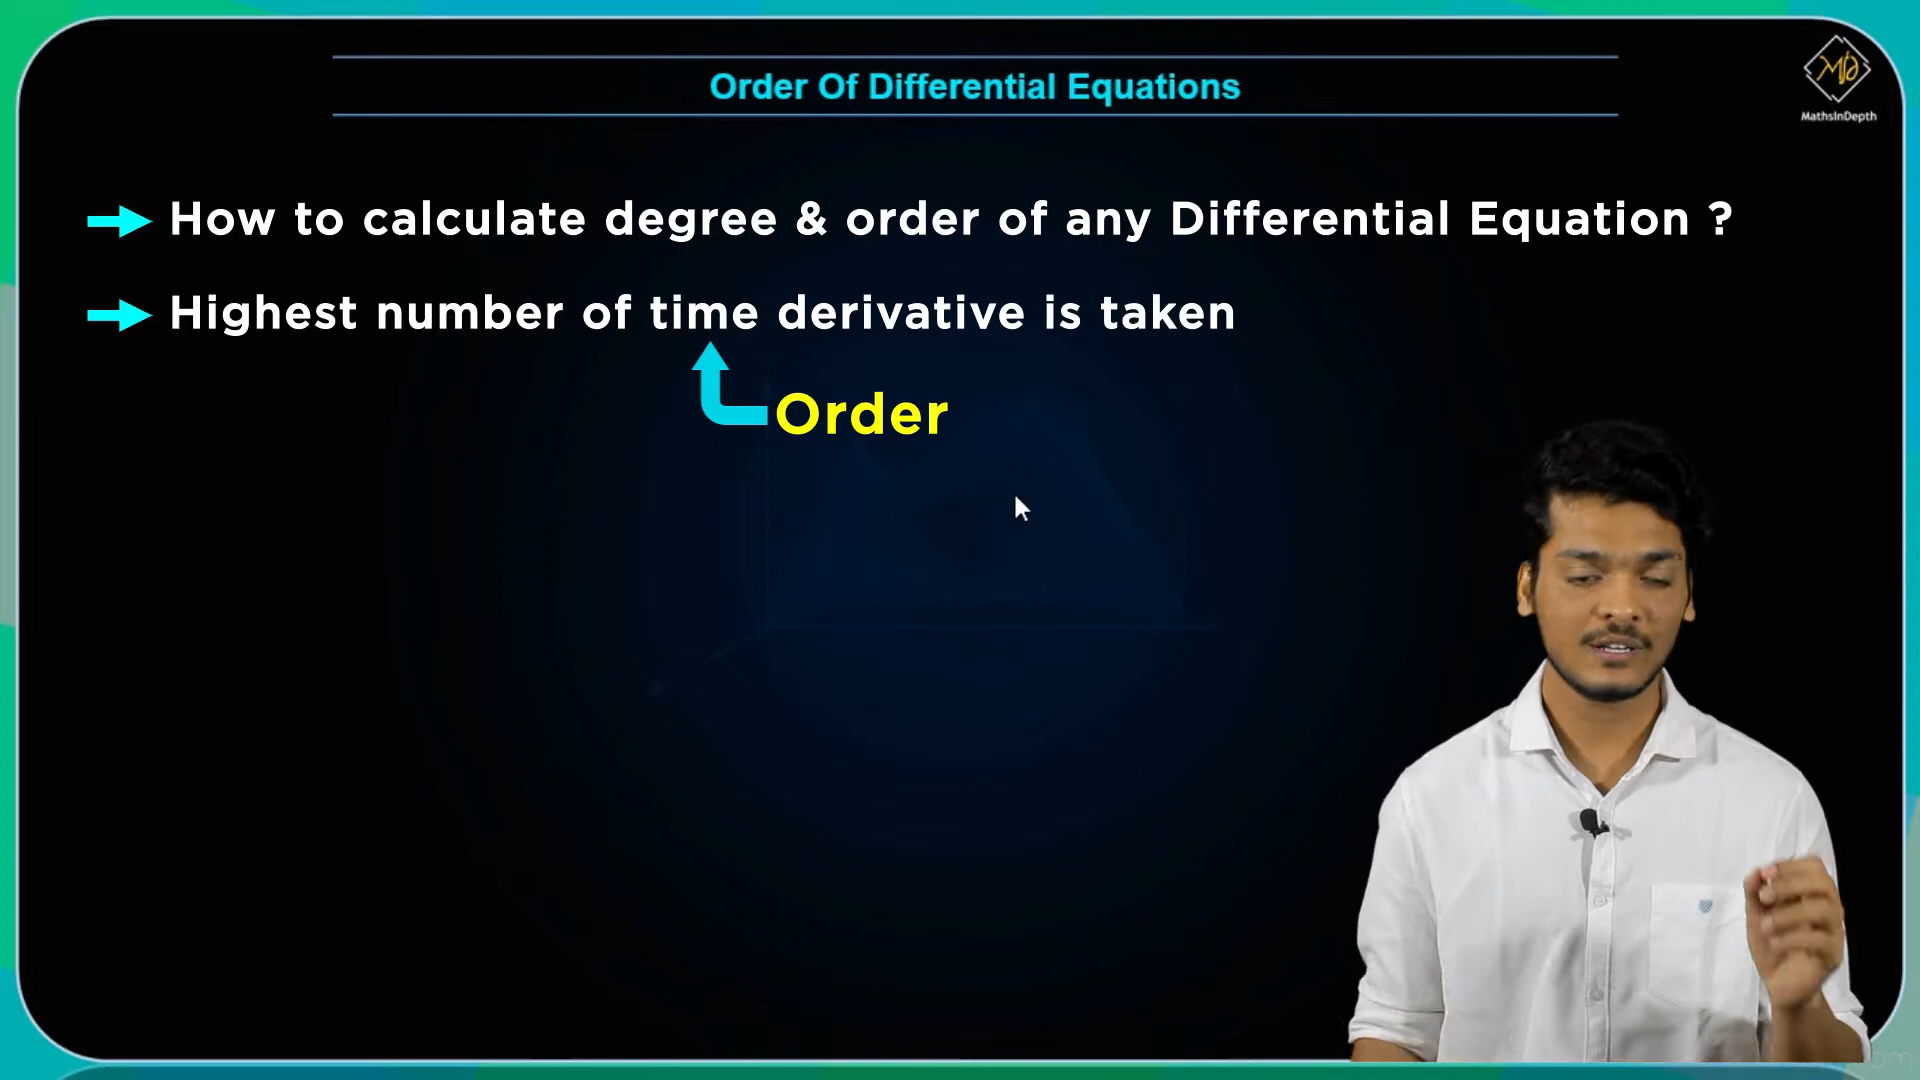 Order Of Differential Equations
MathsInDepth
How to calculate degree & order of any Differential Equation ?
Highest number of time derivative is taken
Order